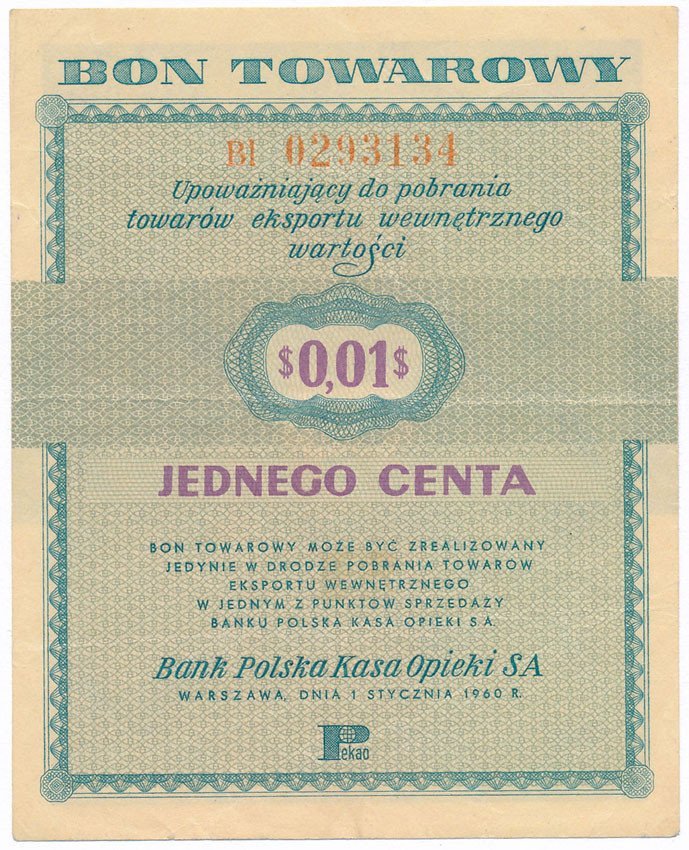 BON TOWAROWY
Bl 0293134
Upoważniający do pobrania
towarów eksportu wewnętrznego
wartości
$0,01$
JEDNEGO CENTA
BON TOWAROWY MOŻE BYĆ ZREALIZOWANY
JEDYNIE W DRODZE POBRANIA TOWARÓW
EKSPORTU WEWNĘTRZNEGO
W JEDNYM Z PUNKTÓW SPRZEDAŻY
BANKU POLSKA KASA OPIEKI S.A.
Bank Polska Kasa Opieki SA
WARSZAWA, DNIA 1 STYCZNIA 1960 R.
Pekao